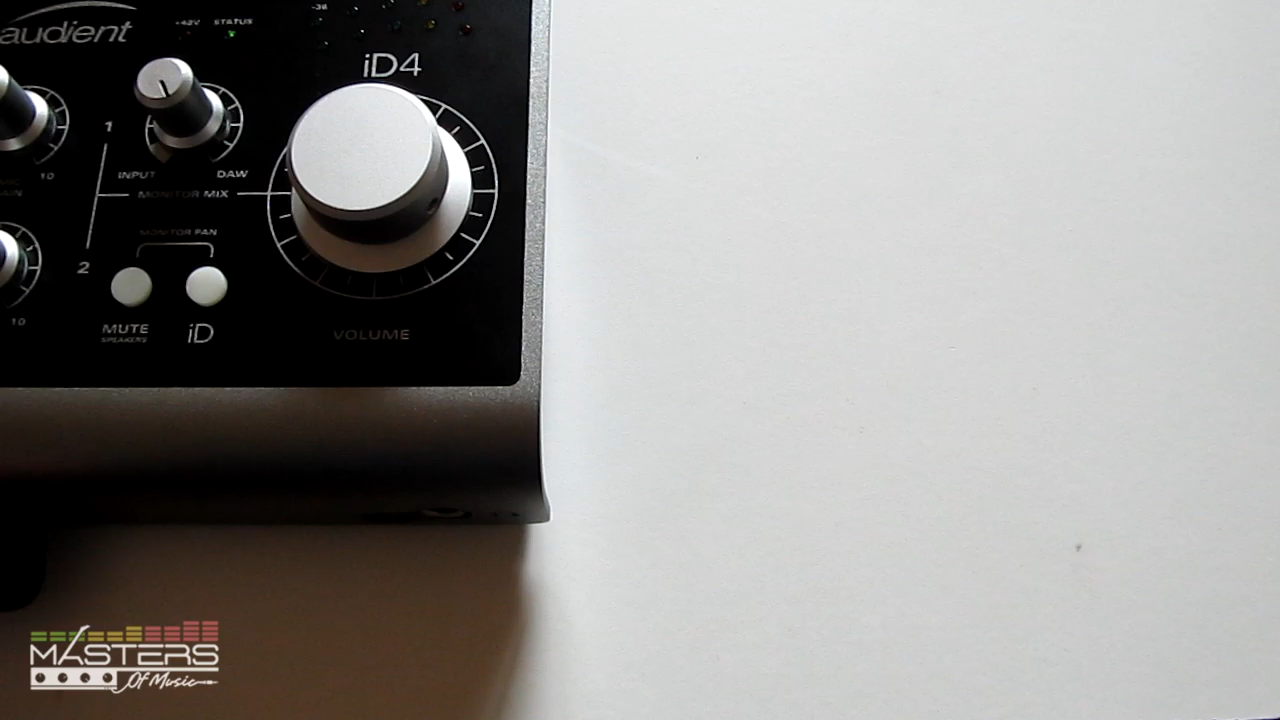 audient
+48V STATUS
-36
iD4
1
10
INPUT DAW
MONITOR MIX
MONITOR PAN
2
10
MUTE
SPEAKERS
iD
VOLUME
MASTERS
Of Music